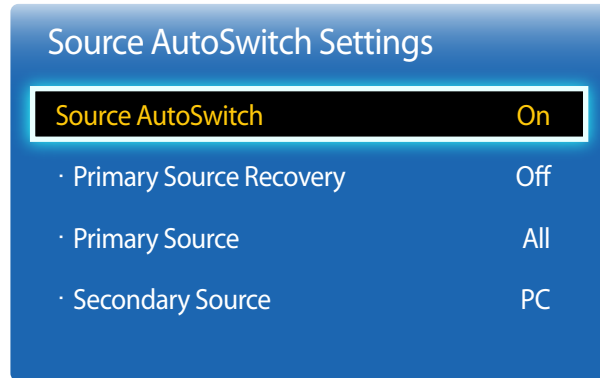 Source AutoSwitch Settings
Source AutoSwitch On
· Primary Source Recovery Off
· Primary Source All
· Secondary Source PC